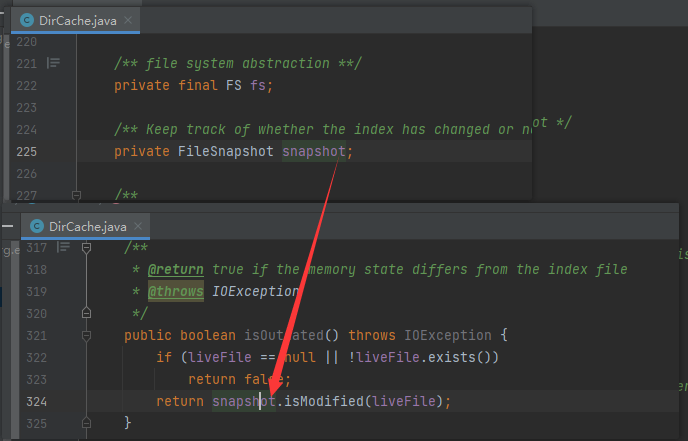 DirCache.java
220
221 /** file system abstraction **/
222 private final FS fs;
223
224 /** Keep track of whether the index has changed or not */
225 private FileSnapshot snapshot;
226
227 /**
DirCache.java
317 /**
318 * @return true if the memory state differs from the index file
319 * @throws IOException
320 */
321 public boolean isOutdated() throws IOException {
322 if (liveFile == null || !liveFile.exists())
323 return false;
324 return snapshot.isModified(liveFile);
325 }